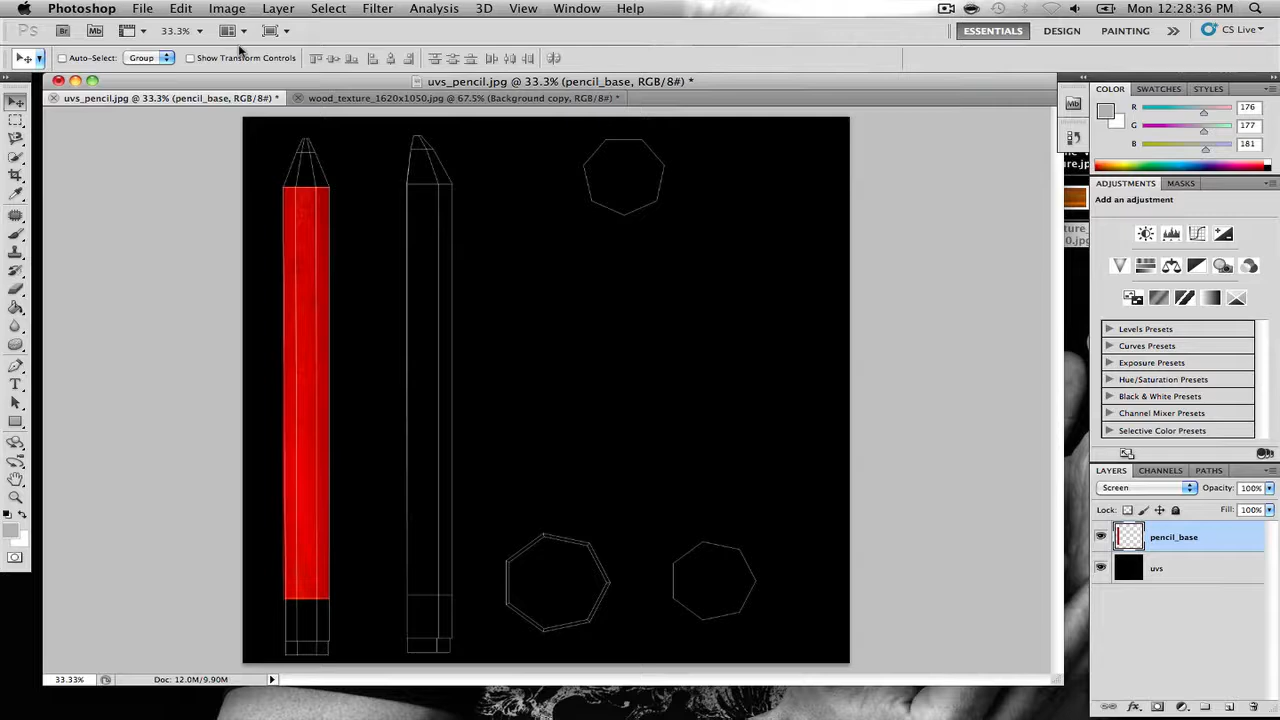 Photoshop File Edit Image Layer Select Filter Analysis 3D View Window Help Mon 12:28:36 PM
Ps Br Mb 33.3% ESSENTIALS DESIGN PAINTING CS Live
Auto-Select: Group Show Transform Controls
uvs_pencil.jpg @ 33.3% (pencil_base, RGB/8#) *
uvs_pencil.jpg @ 33.3% (pencil_base, RGB/8#) * wood_texture_1620x1050.jpg @ 67.5% (Background copy, RGB/8#) *
COLOR SWATCHES STYLES
Mb
R 176
G 177
B 181
ADJUSTMENTS MASKS
Add an adjustment
Levels Presets
Curves Presets
Exposure Presets
Hue/Saturation Presets
Black & White Presets
Channel Mixer Presets
Selective Color Presets
LAYERS CHANNELS PATHS
Screen Opacity: 100%
Lock: Fill: 100%
pencil_base
uvs
33.33% Doc: 12.0M/9.90M